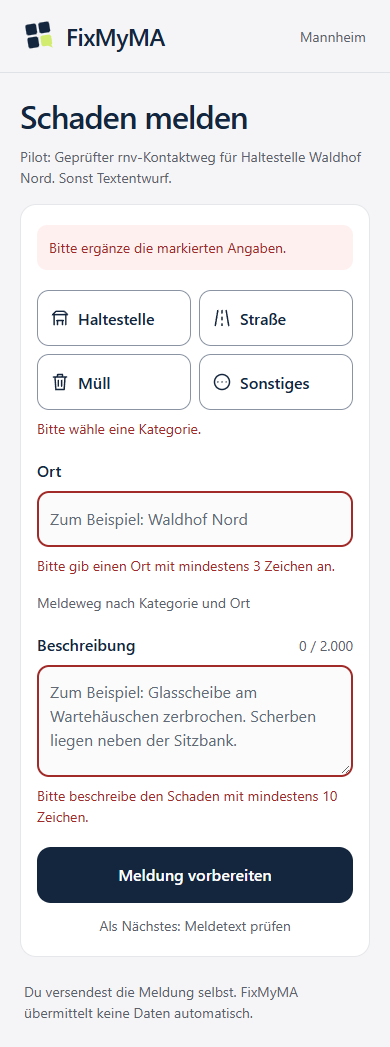 FixMyMA
Mannheim
Schaden melden
Pilot: Geprüfter rnv-Kontaktweg für Haltestelle Waldhof
Nord. Sonst Textentwurf.
Bitte ergänze die markierten Angaben.
Haltestelle
Straße
Müll
Sonstiges
Bitte wähle eine Kategorie.
Ort
Zum Beispiel: Waldhof Nord
Bitte gib einen Ort mit mindestens 3 Zeichen an.
Meldeweg nach Kategorie und Ort
Beschreibung
0 / 2.000
Zum Beispiel: Glasscheibe am
Wartehäuschen zerbrochen. Scherben
liegen neben der Sitzbank.
Bitte beschreibe den Schaden mit mindestens 10
Zeichen.
Meldung vorbereiten
Als Nächstes: Meldetext prüfen
Du versendest die Meldung selbst. FixMyMA
übermittelt keine Daten automatisch.